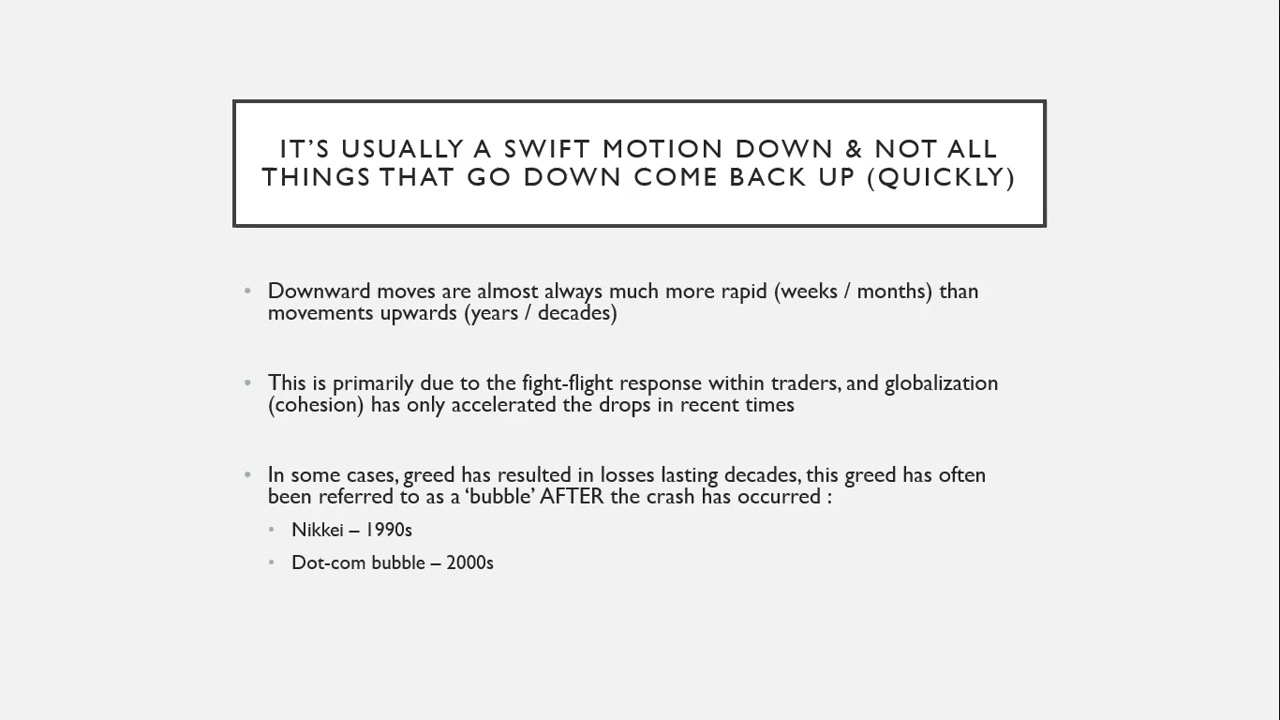 IT'S USUALLY A SWIFT MOTION DOWN & NOT ALL
THINGS THAT GO DOWN COME BACK UP (QUICKLY)
• Downward moves are almost always much more rapid (weeks / months) than
movements upwards (years / decades)
• This is primarily due to the fight-flight response within traders, and globalization
(cohesion) has only accelerated the drops in recent times
• In some cases, greed has resulted in losses lasting decades, this greed has often
been referred to as a ‘bubble’ AFTER the crash has occurred :
• Nikkei – 1990s
• Dot-com bubble – 2000s